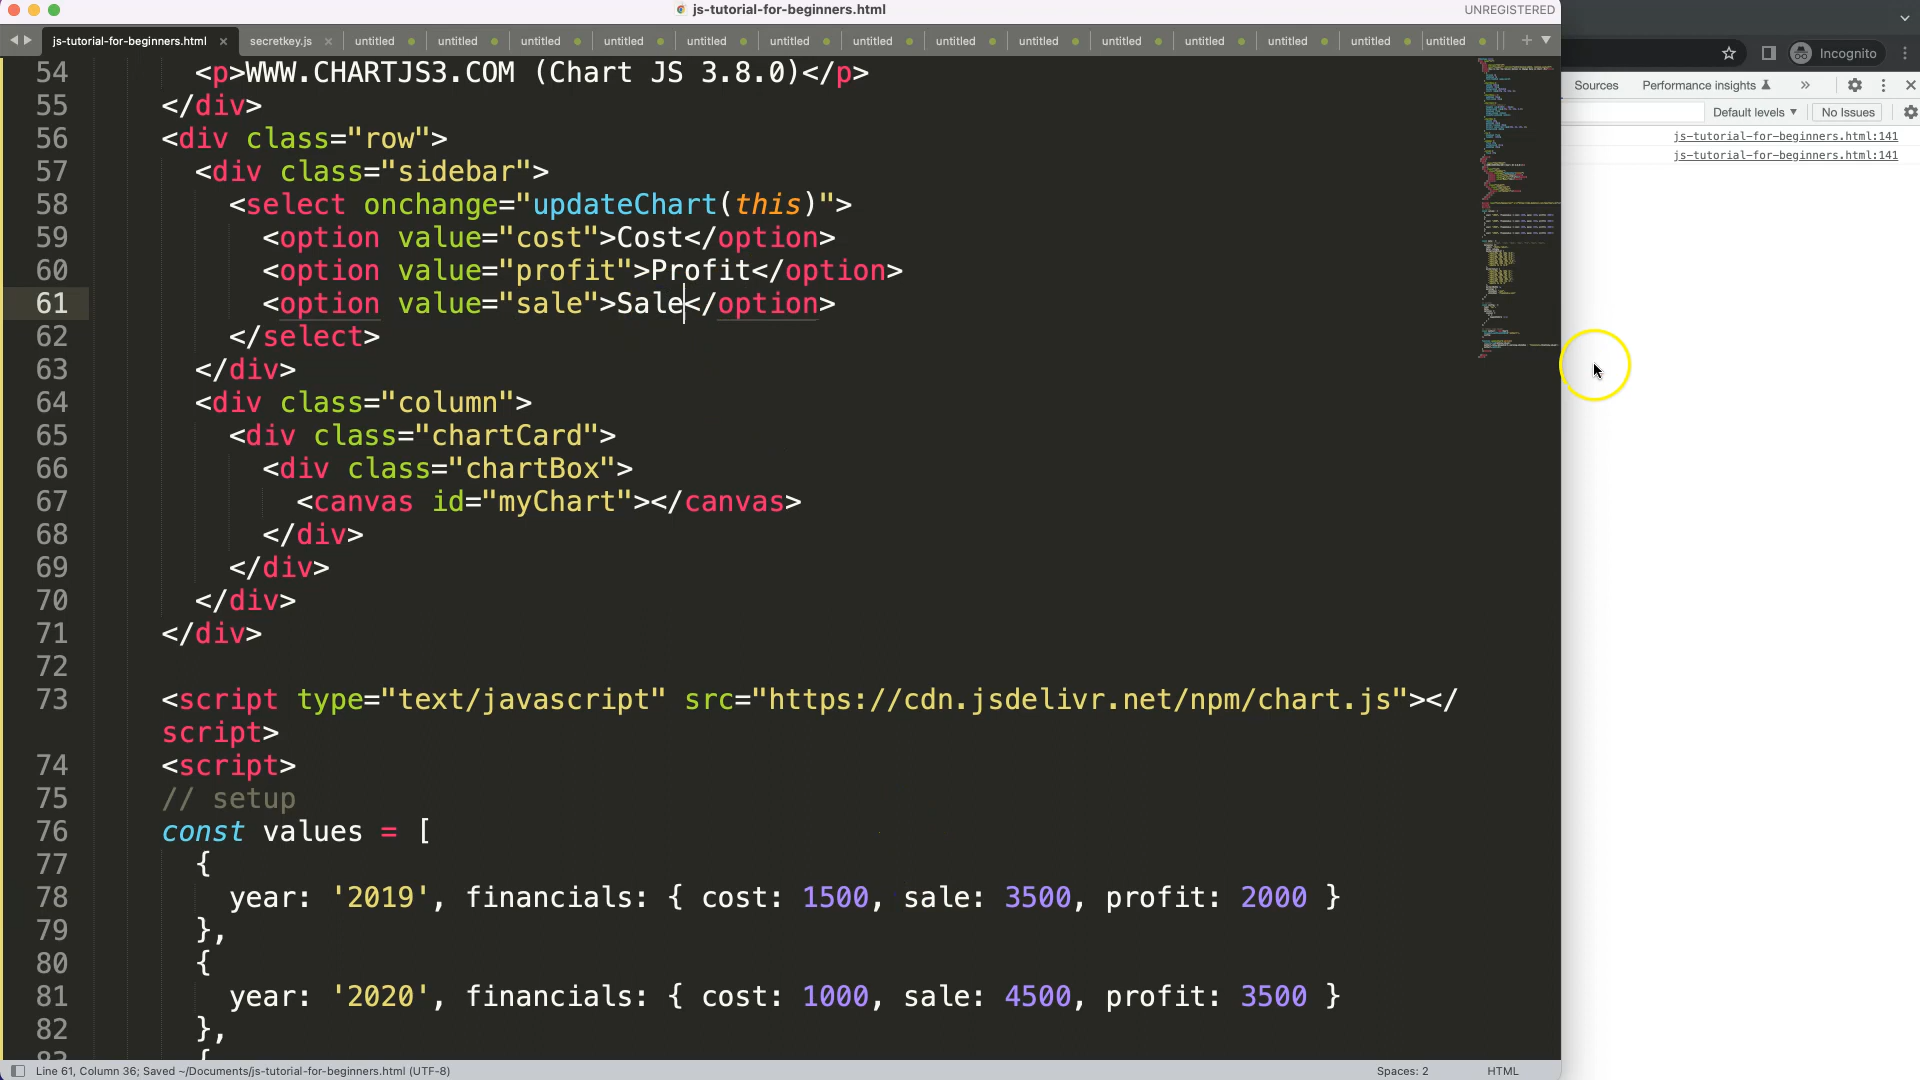 js-tutorial-for-beginners.html
UNREGISTERED
js-tutorial-for-beginners.html × secretkey.js × untitled untitled untitled untitled untitled untitled untitled untitled untitled untitled untitled untitled untitled untitled
Incognito
54 <p>WWW.CHARTJS3.COM (Chart JS 3.8.0)</p>
55 </div>
56 <div class="row">
57 <div class="sidebar">
58 <select onchange="updateChart(this)">
59 <option value="cost">Cost</option>
60 <option value="profit">Profit</option>
61 <option value="sale">Sale</option>
62 </select>
63 </div>
64 <div class="column">
65 <div class="chartCard">
66 <div class="chartBox">
67 <canvas id="myChart"></canvas>
68 </div>
69 </div>
70 </div>
71 </div>
72
73 <script type="text/javascript" src="https://cdn.jsdelivr.net/npm/chart.js"></
script>
74 <script>
75 // setup
76 const values = [
77 {
78 year: '2019', financials: { cost: 1500, sale: 3500, profit: 2000 }
79 },
80 {
81 year: '2020', financials: { cost: 1000, sale: 4500, profit: 3500 }
82 },
83 {
Sources Performance insights »
Default levels No Issues
js-tutorial-for-beginners.html:141
js-tutorial-for-beginners.html:141
Line 61, Column 36; Saved ~/Documents/js-tutorial-for-beginners.html (UTF-8)
Spaces: 2
HTML